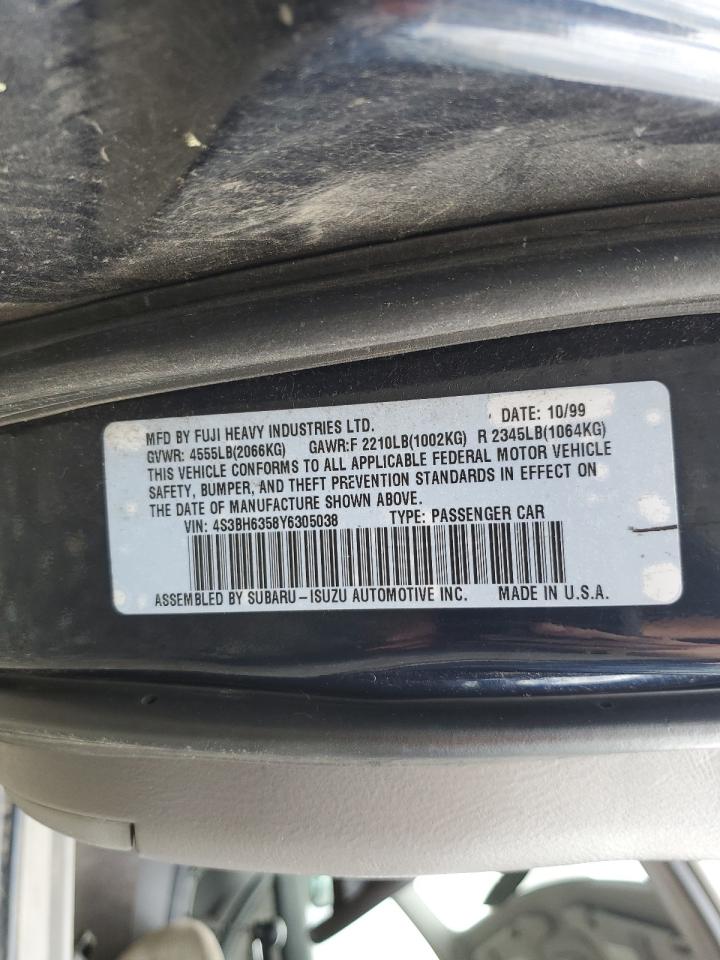 MFD BY FUJI HEAVY INDUSTRIES LTD. DATE: 10/99
GVWR: 4555LB(2066KG) GAWR:F 2210LB(1002KG) R 2345LB(1064KG)
THIS VEHICLE CONFORMS TO ALL APPLICABLE FEDERAL MOTOR VEHICLE
SAFETY, BUMPER, AND THEFT PREVENTION STANDARDS IN EFFECT ON
THE DATE OF MANUFACTURE SHOWN ABOVE.
VIN: 4S3BH6358Y6305038 TYPE: PASSENGER CAR
ASSEMBLED BY SUBARU-ISUZU AUTOMOTIVE INC. MADE IN U.S.A.